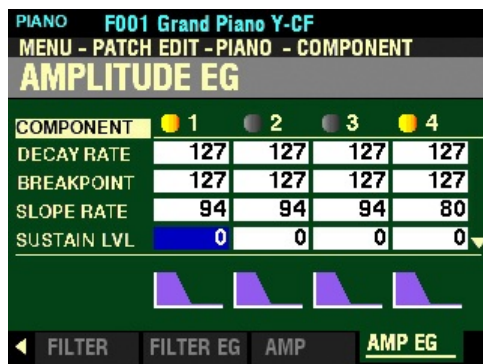 PIANO F001 Grand Piano Y-CF
MENU - PATCH EDIT - PIANO - COMPONENT
AMPLITUDE EG
COMPONENT 1 2 3 4
DECAY RATE 127 127 127 127
BREAKPOINT 127 127 127 127
SLOPE RATE 94 94 94 80
SUSTAIN LVL 0 0 0 0
FILTER FILTER EG AMP AMP EG